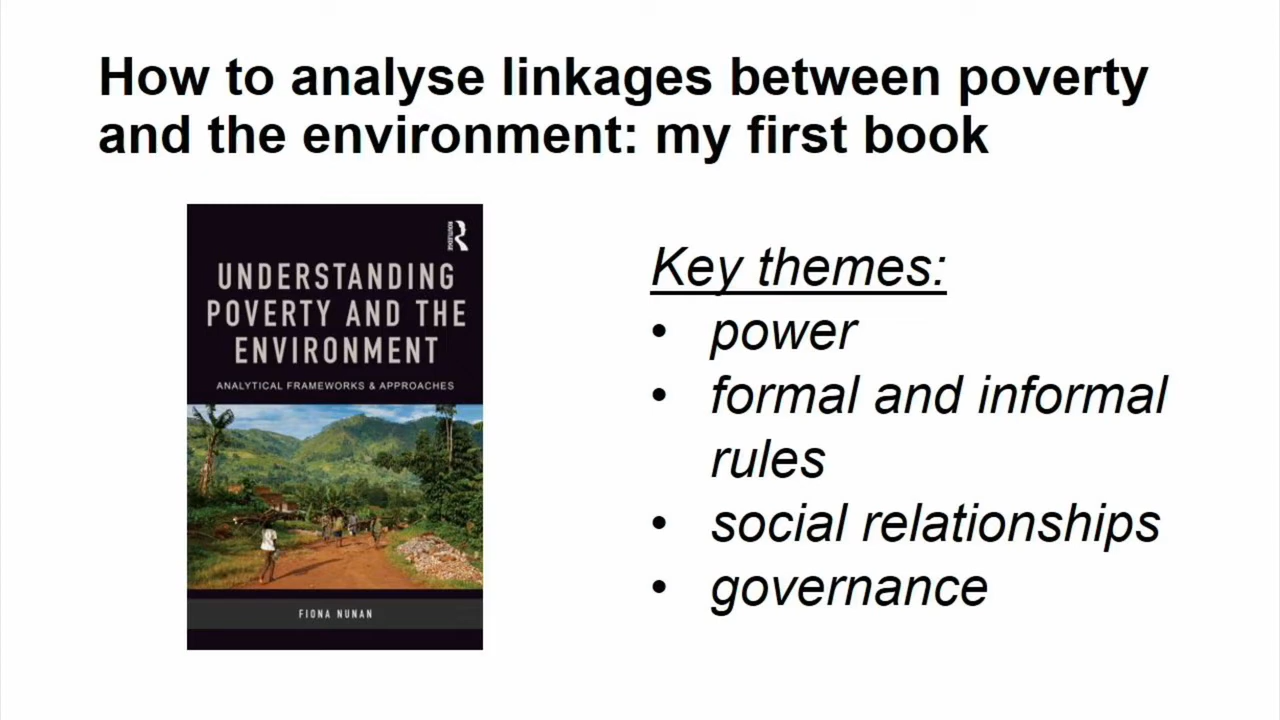 How to analyse linkages between poverty
and the environment: my first book
ROUTLEDGE
UNDERSTANDING
POVERTY AND THE
ENVIRONMENT
ANALYTICAL FRAMEWORKS & APPROACHES
FIONA NUNAN
Key themes:
• power
• formal and informal
rules
• social relationships
• governance